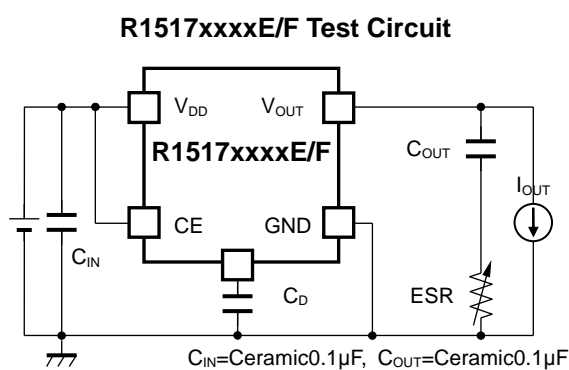 R1517xxxxE/F Test Circuit
VDD VOUT
R1517xxxxE/F
COUT
IOUT
CE GND
CIN
CD
ESR
CIN=Ceramic0.1μF, COUT=Ceramic0.1μF